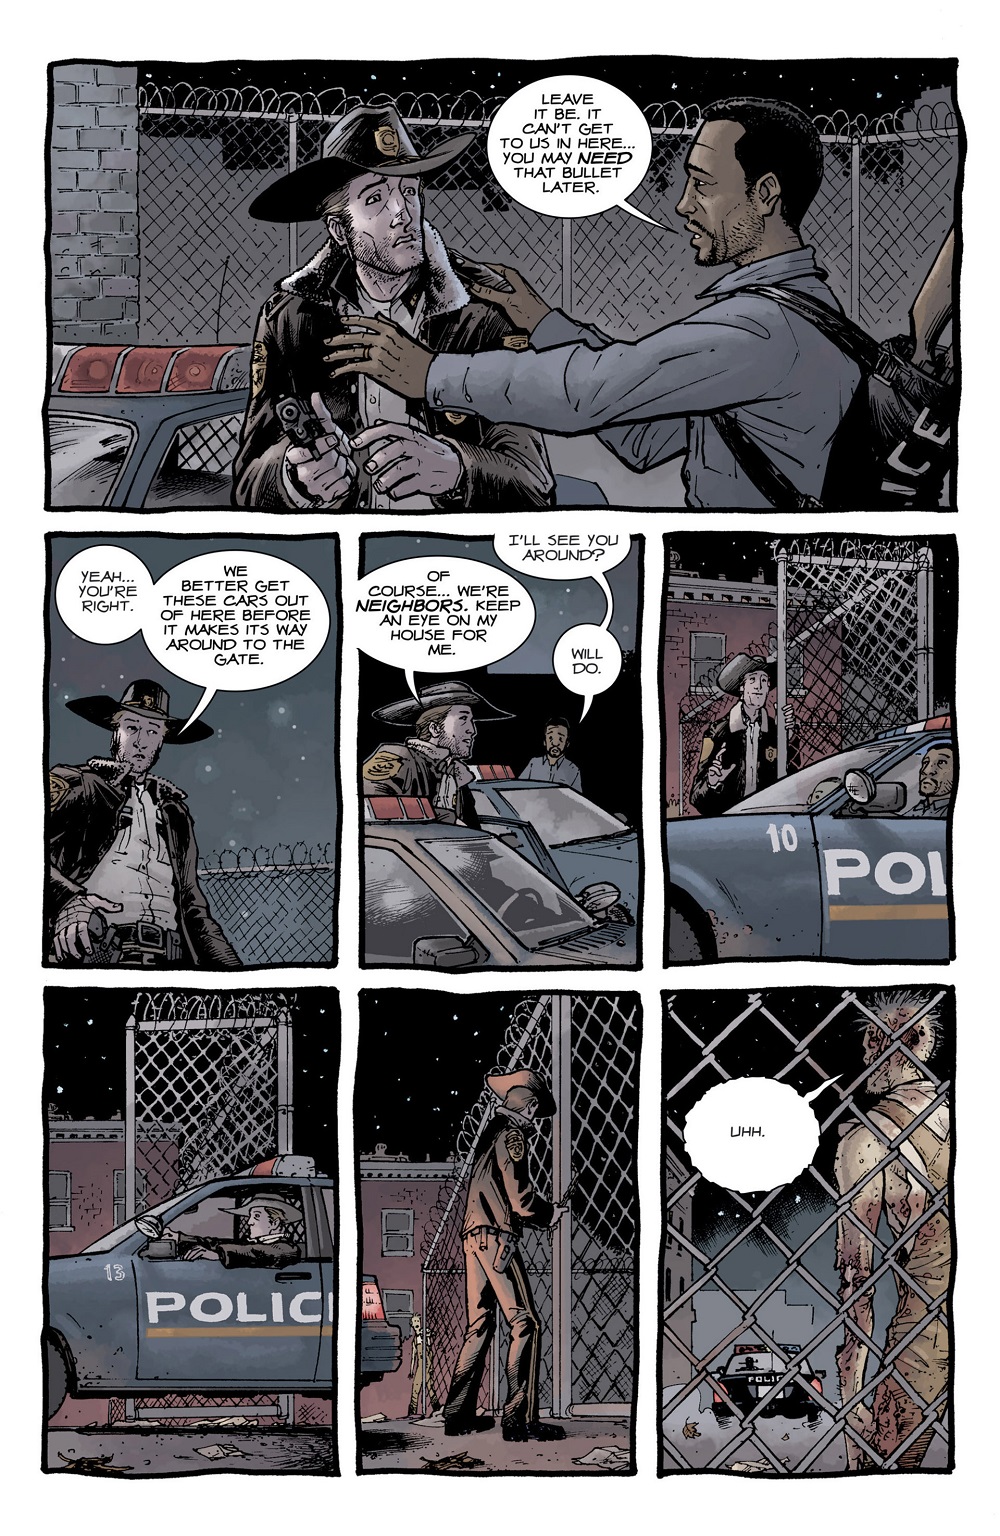 LEAVE
IT BE. IT
CAN'T GET
TO US IN HERE...
YOU MAY NEED
THAT BULLET
LATER.
ICE
YEAH...
YOU'RE
RIGHT.
WE
BETTER GET
THESE CARS OUT
OF HERE BEFORE
IT MAKES ITS WAY
AROUND TO THE
GATE.
I'LL SEE YOU
AROUND?
OF
COURSE... WE'RE
NEIGHBORS. KEEP
AN EYE ON MY
HOUSE FOR
ME.
WILL
DO.
10
POLI
13
POLIC
UHH.
POLIC